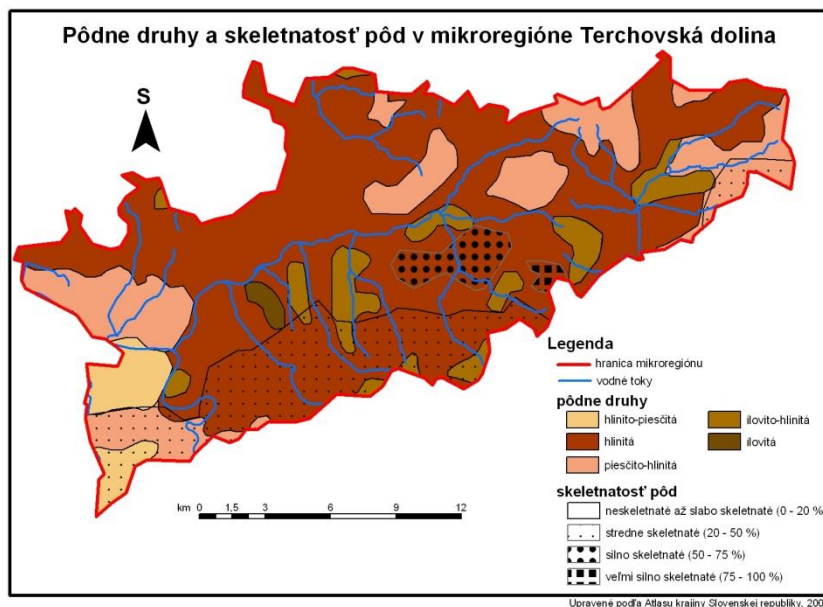 Pôdne druhy a skeletnatosť pôd v mikroregióne Terchovská dolina
S
Legenda
hranica mikroregiónu
vodné toky
pôdne druhy
hlinito-piesčitá
hlinitá
piesčito-hlinitá
ilovito-hlinitá
ilovitá
skeletnatosť pôd
neskeletnaté až slabo skeletnaté (0 - 20 %
stredne skeletnaté (20 - 50 %)
silno skeletnaté (50 - 75 %)
veľmi silno skeletnaté (75 - 100 %)
km 0 1,5 3 6 9 12
Upravené podľa Atlasu krajiny Slovenskej republiky, 200